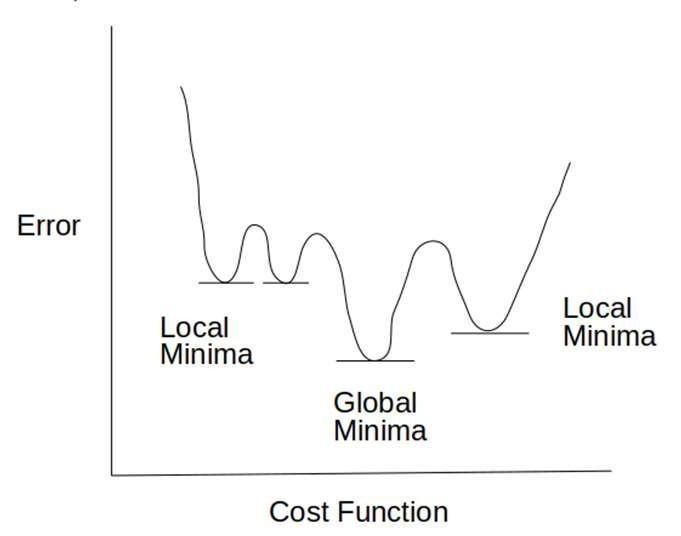 Error
Local
Minima
Local
Minima
Global
Minima
Cost Function